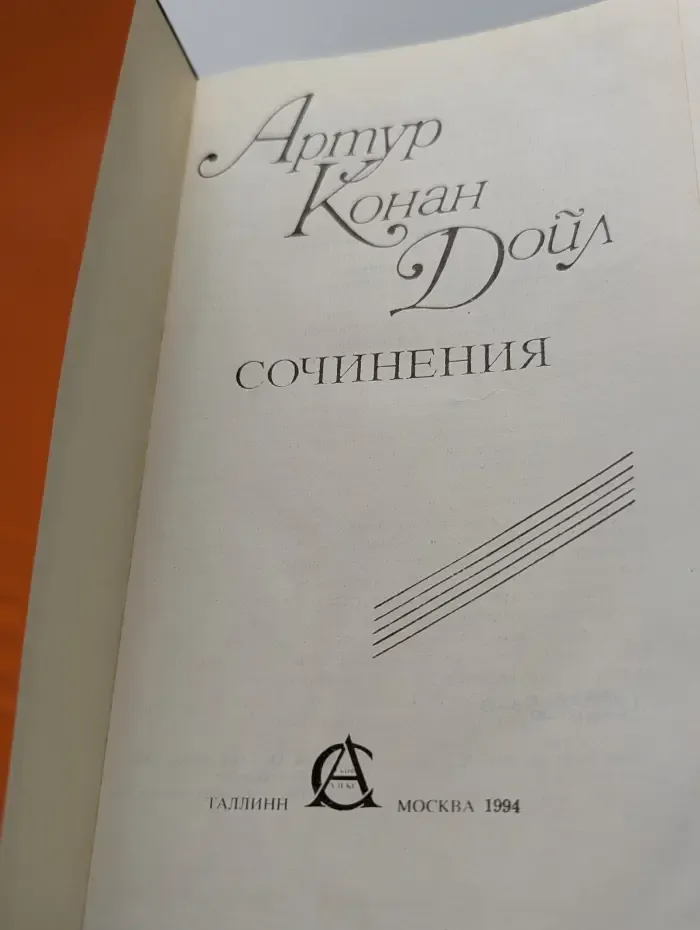 Артур
Конан
Дойл
СОЧИНЕНИЯ
ТАЛЛИНН МОСКВА 1994